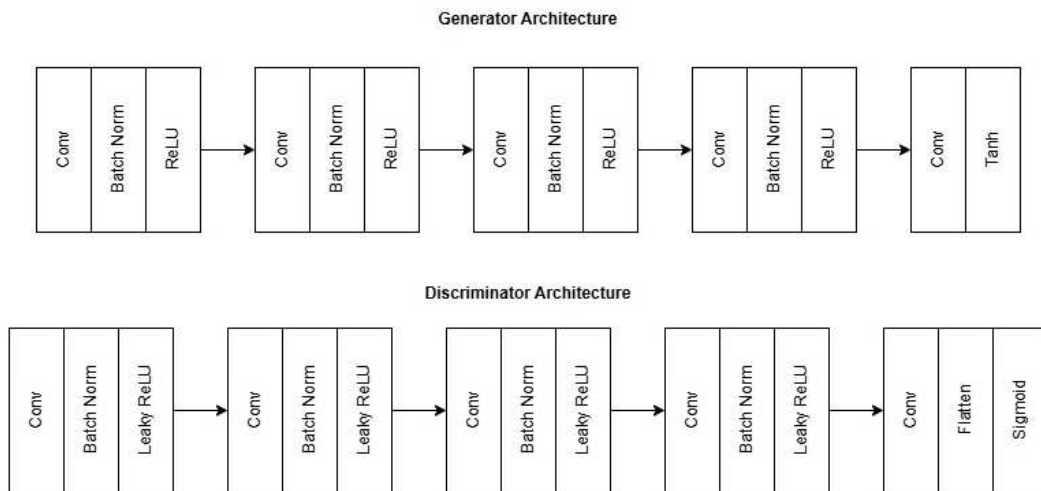 Generator Architecture
Conv
Batch Norm
ReLU
Conv
Batch Norm
ReLU
Conv
Batch Norm
ReLU
Conv
Batch Norm
ReLU
Conv
Tanh
Discriminator Architecture
Conv
Batch Norm
Leaky ReLU
Conv
Batch Norm
Leaky ReLU
Conv
Batch Norm
Leaky ReLU
Conv
Batch Norm
Leaky ReLU
Conv
Flatten
Sigmoid